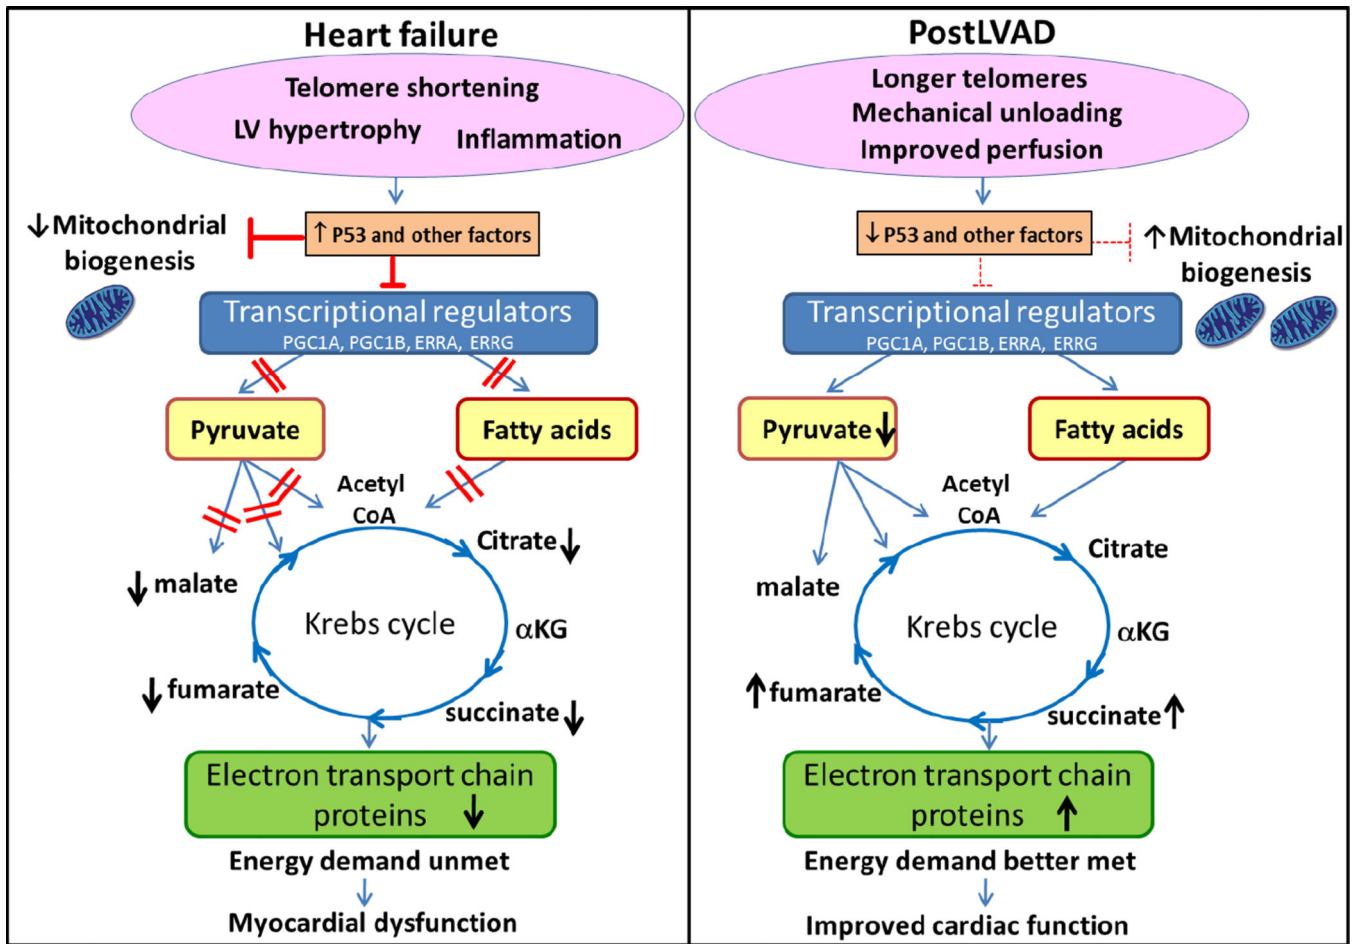 Heart failure
Telomere shortening
LV hypertrophy
Inflammation
↑ P53 and other factors
↓ Mitochondrial
biogenesis
Transcriptional regulators
PGC1A, PGC1B, ERRA, ERRG
Pyruvate
Fatty acids
Acetyl
CoA
Citrate ↓
↓ malate
Krebs cycle
αKG
↓ fumarate
succinate ↓
Electron transport chain
proteins ↓
Energy demand unmet
Myocardial dysfunction
PostLVAD
Longer telomeres
Mechanical unloading
Improved perfusion
↓ P53 and other factors
↑ Mitochondrial
biogenesis
Transcriptional regulators
PGC1A, PGC1B, ERRA, ERRG
Pyruvate ↓
Fatty acids
Acetyl
CoA
Citrate
malate
Krebs cycle
αKG
↑ fumarate
succinate ↑
Electron transport chain
proteins ↑
Energy demand better met
Improved cardiac function